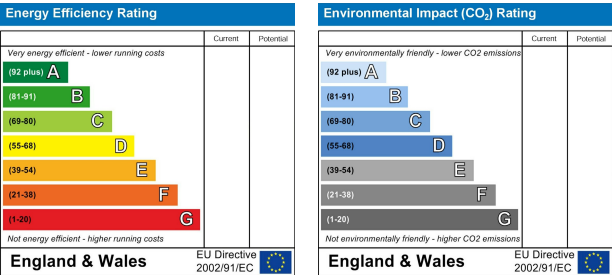 Energy Efficiency Rating
Current Potential
Very energy efficient - lower running costs
(92 plus) A
(81-91) B
(69-80) C
(55-68) D
(39-54) E
(21-38) F
(1-20) G
Not energy efficient - higher running costs
England & Wales
EU Directive
2002/91/EC
Environmental Impact (CO₂) Rating
Current Potential
Very environmentally friendly - lower CO2 emissions
(92 plus) A
(81-91) B
(69-80) C
(55-68) D
(39-54) E
(21-38) F
(1-20) G
Not environmentally friendly - higher CO2 emissions
England & Wales
EU Directive
2002/91/EC